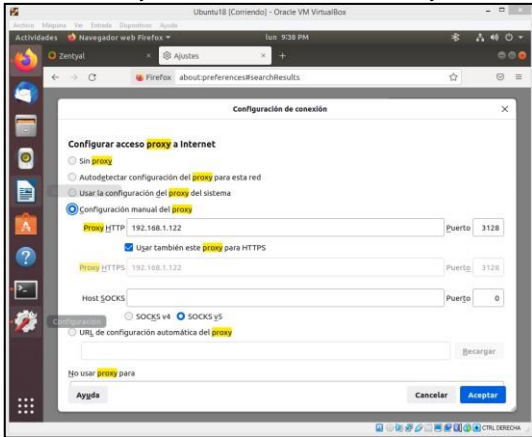 Ubuntu18 [Corriendo] - Oracle VM VirtualBox
Archivo Máquina Ver Entrada Dispositivos Ayuda
Actividades Navegador web Firefox lun 9:38 PM
Zentyal × Ajustes × +
Firefox about:preferences#searchResults
Configuración de conexión ×
Configurar acceso proxy a Internet
Sin proxy
Autodetectar configuración del proxy para esta red
Usar la configuración del proxy del sistema
Configuración manual del proxy
Proxy HTTP 192.168.1.122 Puerto 3128
Usar también este proxy para HTTPS
Proxy HTTPS 192.168.1.122 Puerto 3128
Host SOCKS Puerto 0
Configuración SOCKS v4 SOCKS v5
URL de configuración automática del proxy
Recargar
No usar proxy para
Ayuda Cancelar Aceptar
CTRL DERECHA